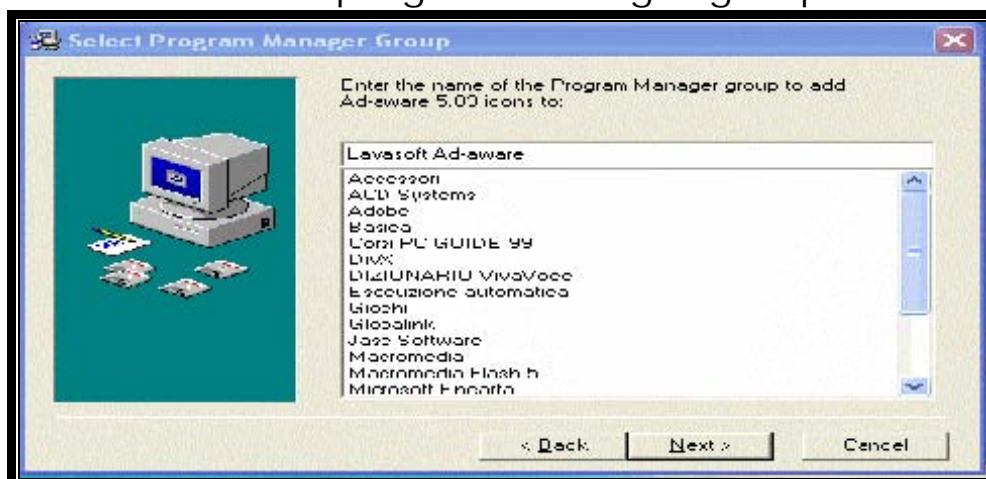 Select Program Manager Group
Enter the name of the Program Manager group to add
Ad-aware 5.00 icons to:
Lavasoft Ad-aware
Accessori
ACD Systems
Adobe
Basica
Corsi PC GUIDE 99
DivX
DIZIONARIO VivaVoce
Esecuzione automatica
Giochi
Globalink
Jasc Software
Macromedia
Macromedia Flash 5
Microsoft Encarta
< Back
Next >
Cancel